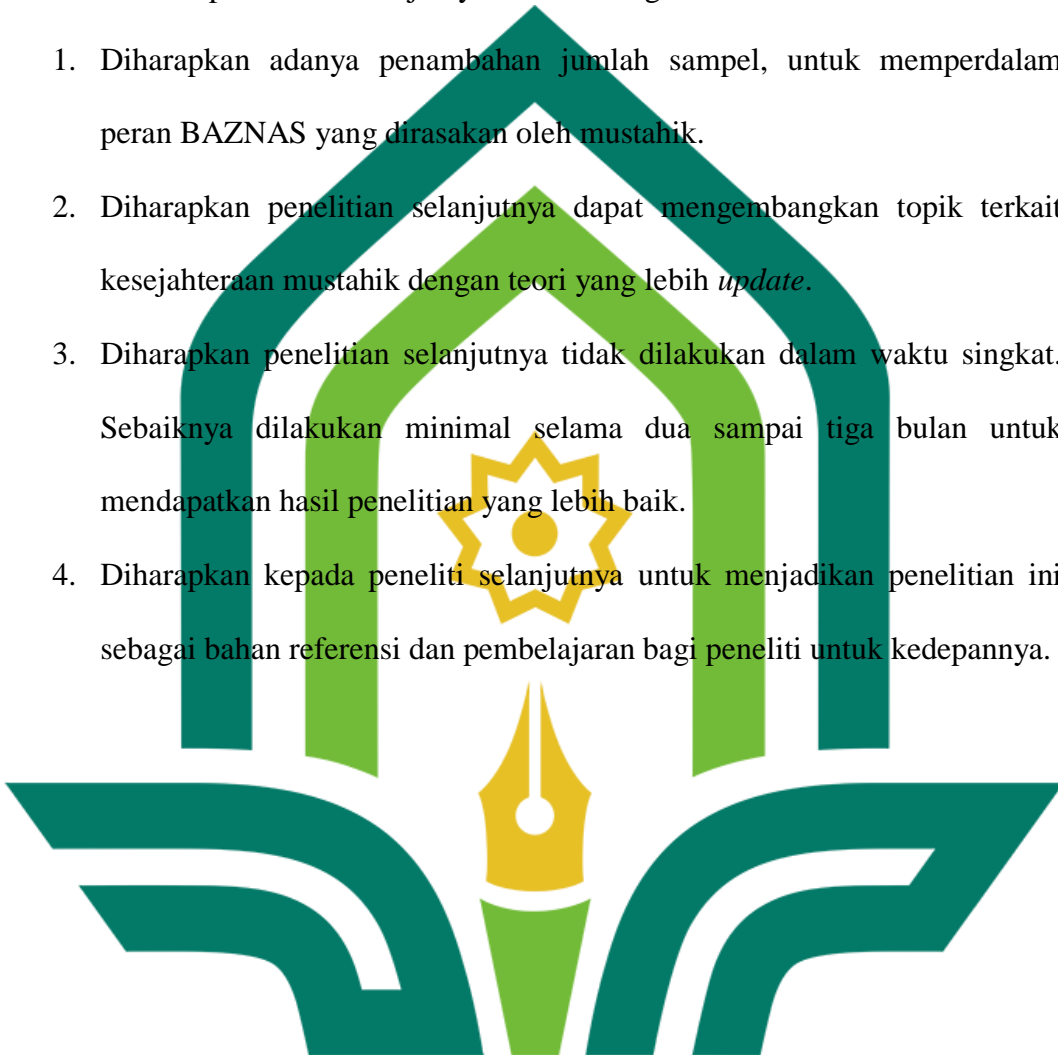 1. Diharapkan adanya penambahan jumlah sampel, untuk memperdalam
peran BAZNAS yang dirasakan oleh mustahik.
2. Diharapkan penelitian selanjutnya dapat mengembangkan topik terkait
kesejahteraan mustahik dengan teori yang lebih update.
3. Diharapkan penelitian selanjutnya tidak dilakukan dalam waktu singkat.
Sebaiknya dilakukan minimal selama dua sampai tiga bulan untuk
mendapatkan hasil penelitian yang lebih baik.
4. Diharapkan kepada peneliti selanjutnya untuk menjadikan penelitian ini
sebagai bahan referensi dan pembelajaran bagi peneliti untuk kedepannya.